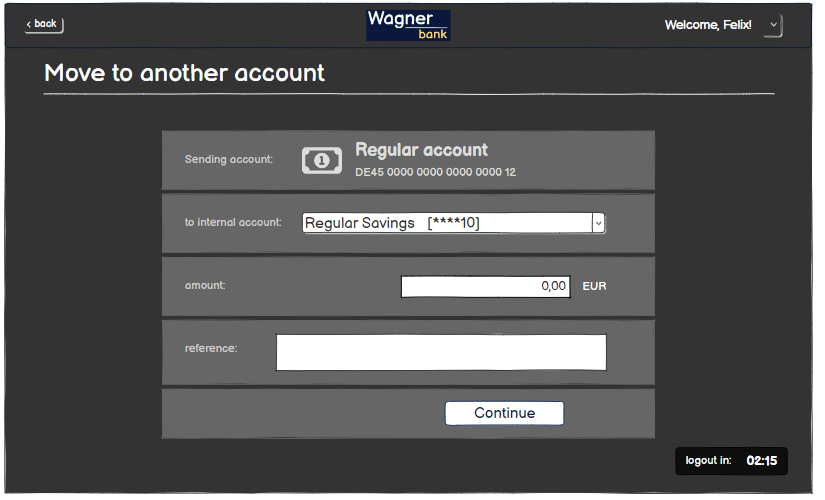 ‹ back
Wagner
bank
Welcome, Felix!
Move to another account
Sending account:
1
Regular account
DE45 0000 0000 0000 0000 12
to internal account:
Regular Savings [****10]
amount:
0,00
EUR
reference:
Continue
logout in: 02:15